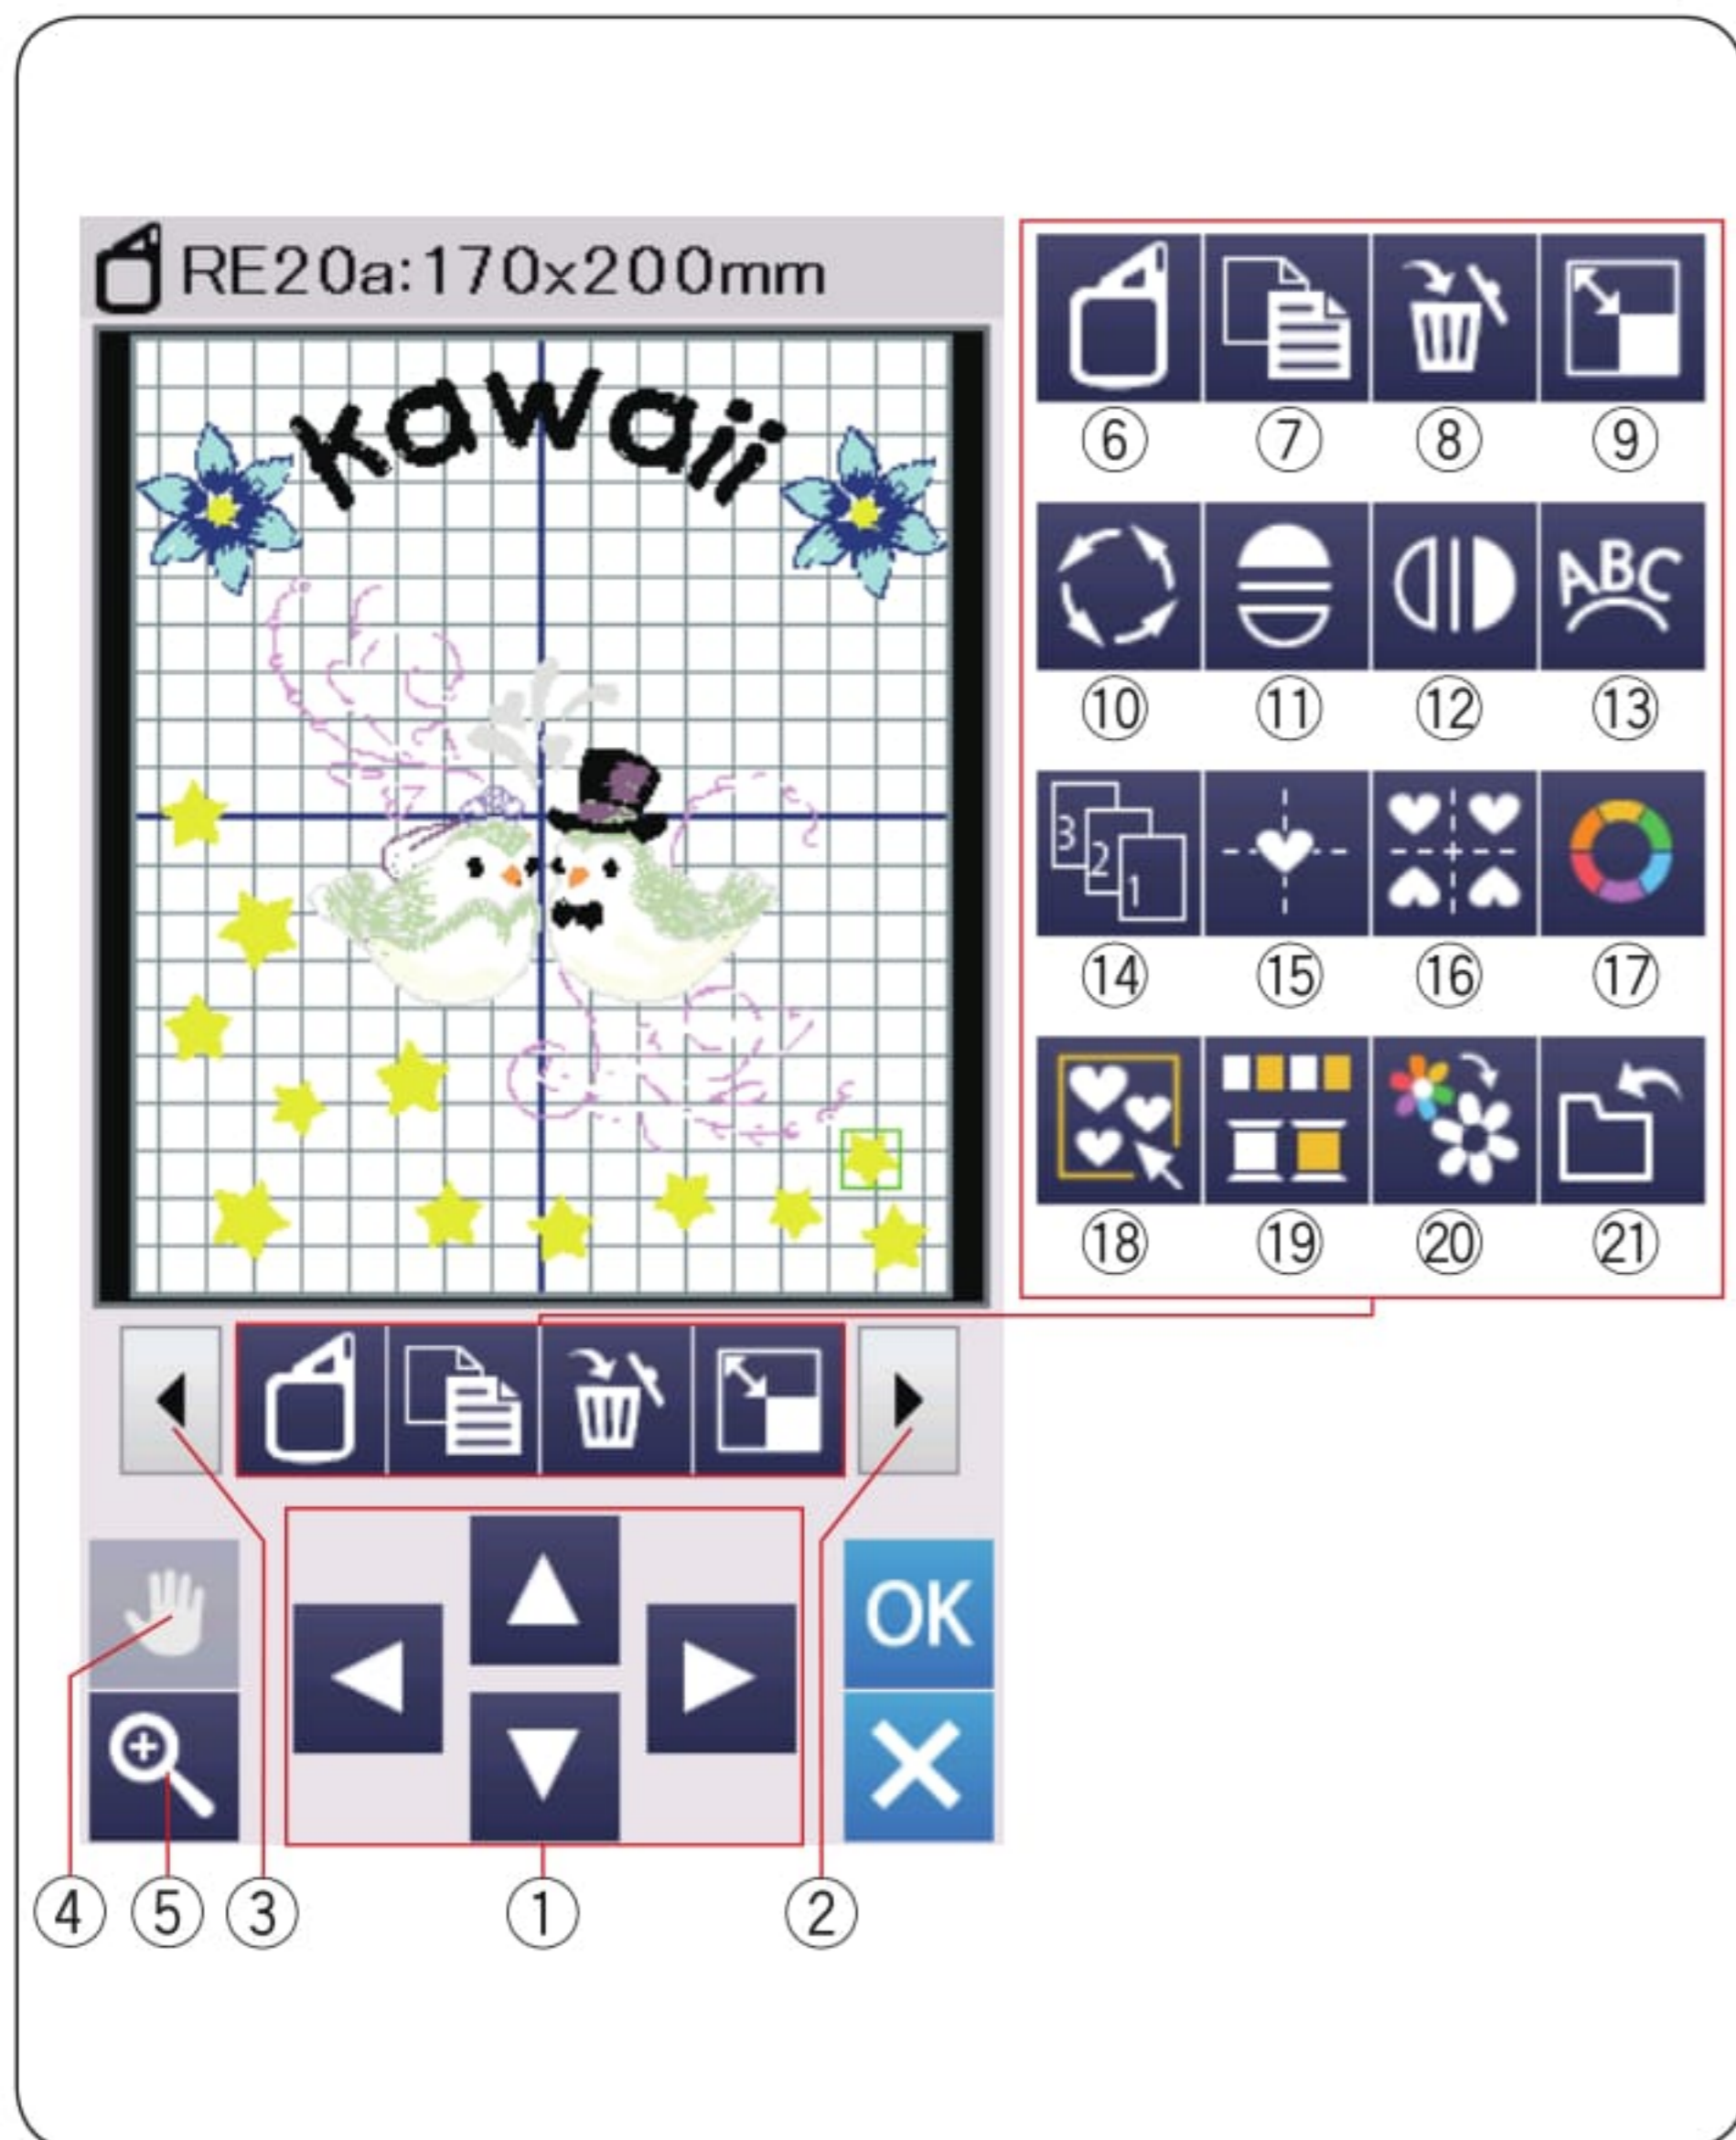 RE20a:170x200mm
Kawaii
⑥ ⑦ ⑧ ⑨
ABC
⑩ ⑪ ⑫ ⑬
3 2 1
⑭ ⑮ ⑯ ⑰
⑱ ⑲ ⑳ ㉑
OK
④ ⑤ ③ ① ②